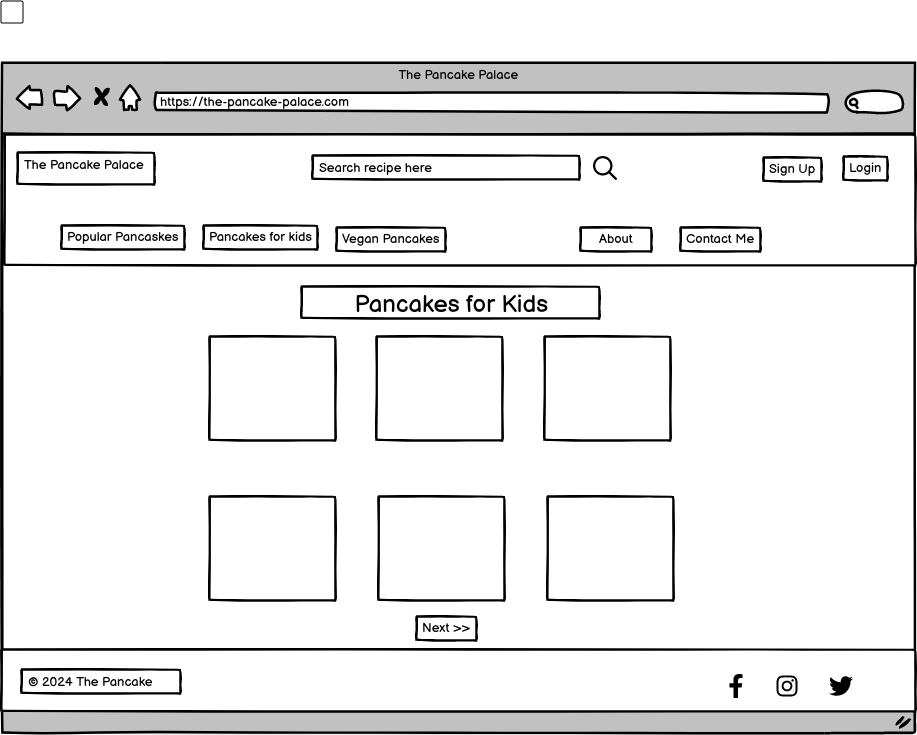 The Pancake Palace
https://the-pancake-palace.com
The Pancake Palace
Search recipe here
Sign Up
Login
Popular Pancaskes
Pancakes for kids
Vegan Pancakes
About
Contact Me
Pancakes for Kids
Next >>
© 2024 The Pancake